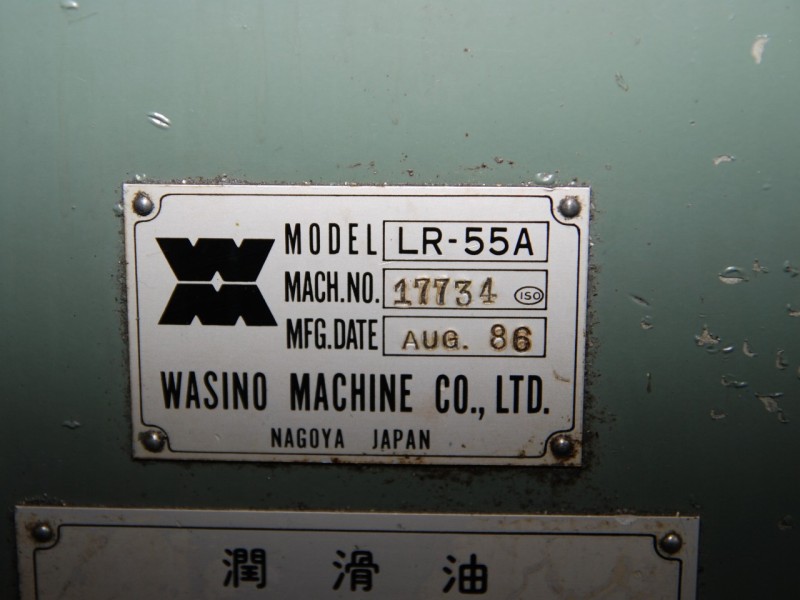 MODEL LR-55A
MACH.NO. 17734 ISO
MFG.DATE AUG. 86
WASINO MACHINE CO., LTD.
NAGOYA JAPAN
潤滑油